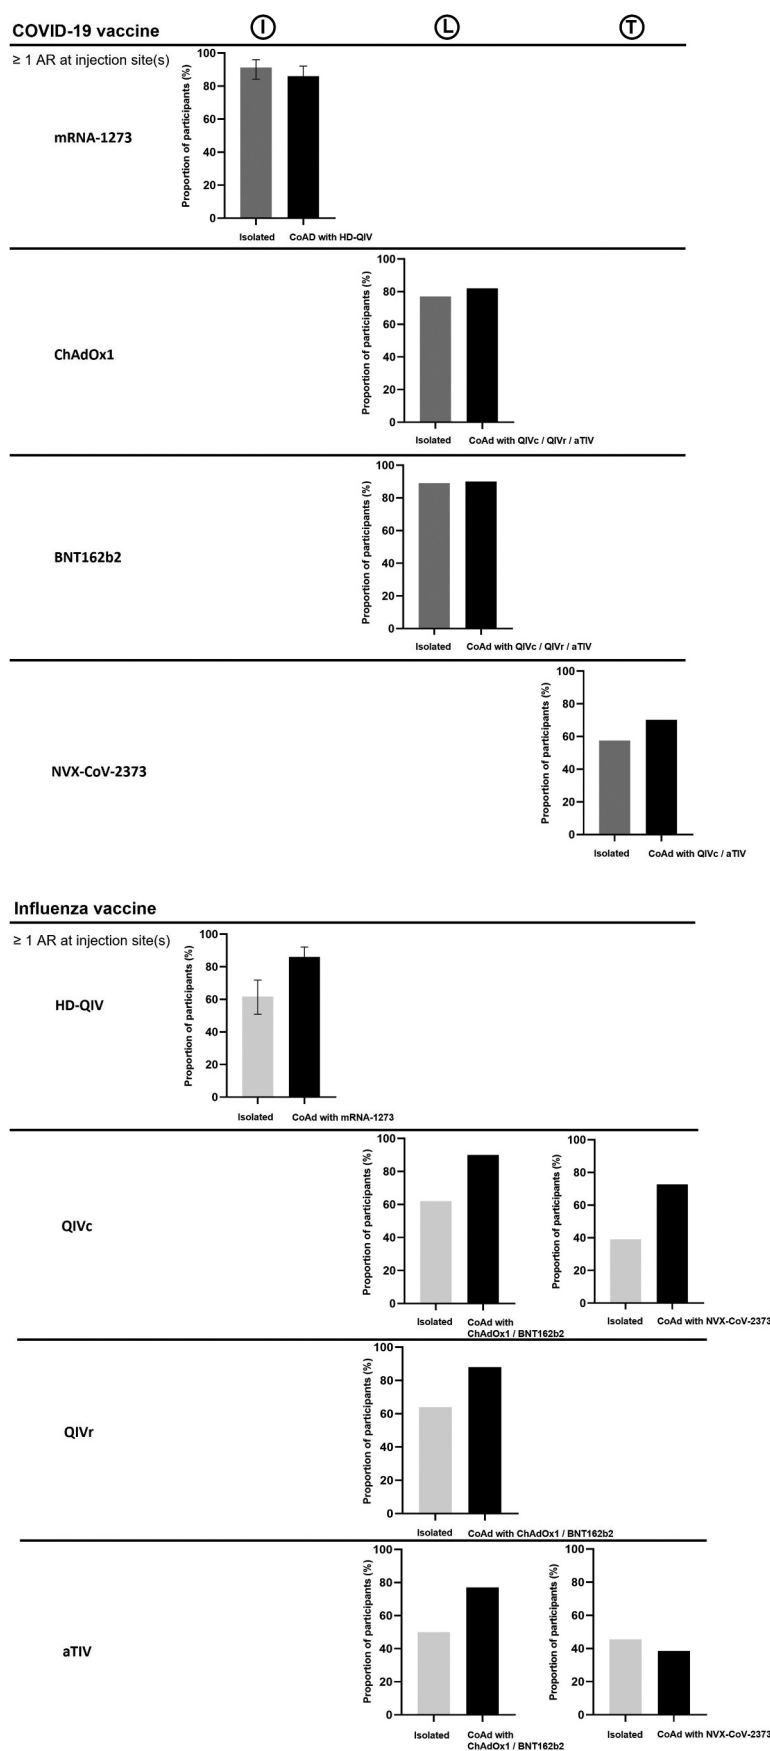 COVID-19 vaccine
I
L
T
≥ 1 AR at injection site(s)
mRNA-1273
Proportion of participants (%)
100
80
60
40
20
0
Isolated
CoAD with HD-QIV
ChAdOx1
Proportion of participants (%)
100
80
60
40
20
0
Isolated
CoAd with QIVc / QIVr / aTIV
BNT162b2
Proportion of participants (%)
100
80
60
40
20
0
Isolated
CoAd with QIVc / QIVr / aTIV
NVX-CoV-2373
Proportion of participants (%)
100
80
60
40
20
0
Isolated
CoAd with QIVc / aTIV
Influenza vaccine
≥ 1 AR at injection site(s)
HD-QIV
Proportion of participants (%)
100
80
60
40
20
0
Isolated
CoAd with mRNA-1273
QIVc
Proportion of participants (%)
100
80
60
40
20
0
Isolated
CoAd with
ChAdOx1 / BNT162b2
Proportion of participants (%)
100
80
60
40
20
0
Isolated
CoAd with NVX-CoV-2373
QIVr
Proportion of participants (%)
100
80
60
40
20
0
Isolated
CoAd with ChAdOx1 / BNT162b2
aTIV
Proportion of participants (%)
100
80
60
40
20
0
Isolated
CoAd with
ChAdOx1 / BNT162b2
Proportion of participants (%)
100
80
60
40
20
0
Isolated
CoAd with NVX-CoV-2373